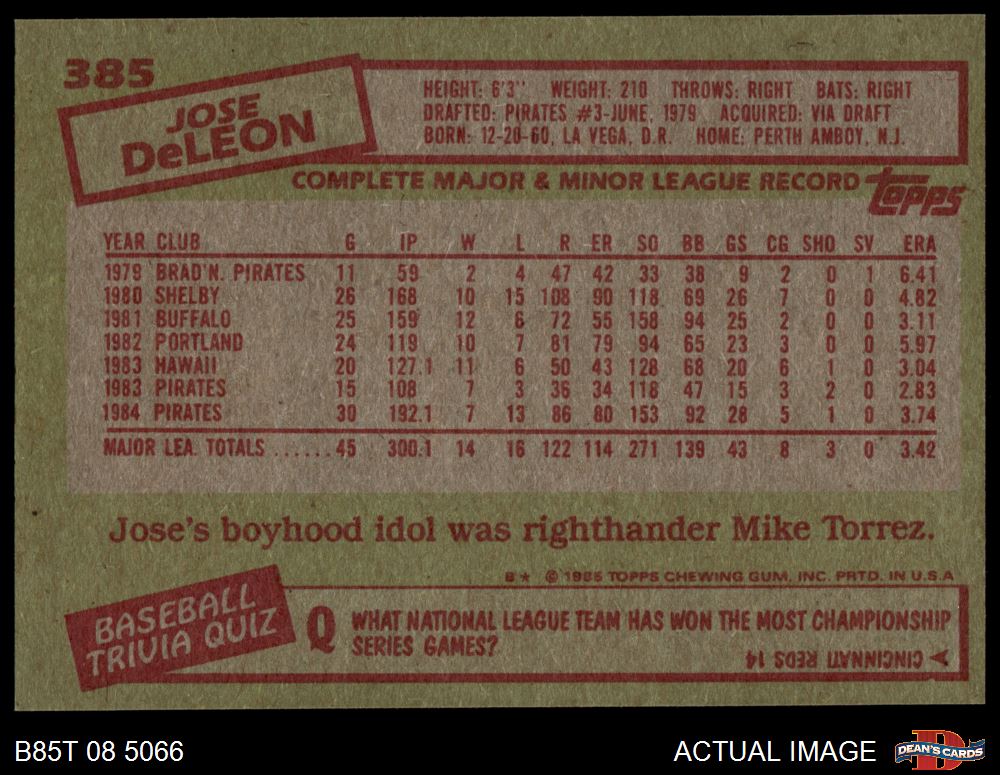 385
JOSE
DeLEÓN
HEIGHT: 6'3'' WEIGHT: 210 THROWS: RIGHT BATS: RIGHT
DRAFTED: PIRATES #3-JUNE, 1979 ACQUIRED: VIA DRAFT
BORN: 12-20-60, LA VEGA, D.R. HOME: PERTH AMBOY, N.J.
COMPLETE MAJOR & MINOR LEAGUE RECORD topps
YEAR CLUB G IP W L R ER SO BB GS CG SHO SV ERA
1979 BRAD'N. PIRATES 11 59 2 4 47 42 33 38 9 2 0 1 6.41
1980 SHELBY 26 168 10 15 108 90 118 69 26 7 0 0 4.82
1981 BUFFALO 25 159 12 6 72 55 158 94 25 2 0 0 3.11
1982 PORTLAND 24 119 10 7 81 79 94 65 23 3 0 0 5.97
1983 HAWAII 20 127.1 11 6 50 43 128 68 20 6 1 0 3.04
1983 PIRATES 15 108 7 3 36 34 118 47 15 3 2 0 2.83
1984 PIRATES 30 192.1 7 13 86 80 153 92 28 5 1 0 3.74
MAJOR LEA. TOTALS ......45 300.1 14 16 122 114 271 139 43 8 3 0 3.42
Jose's boyhood idol was righthander Mike Torrez.
B★ © 1985 TOPPS CHEWING GUM, INC. PRTD. IN U.S.A
BASEBALL
TRIVIA QUIZ
Q WHAT NATIONAL LEAGUE TEAM HAS WON THE MOST CHAMPIONSHIP
SERIES GAMES?
A CINCINNATI REDS 14
B85T 08 5066
ACTUAL IMAGE
DEAN'S CARDS